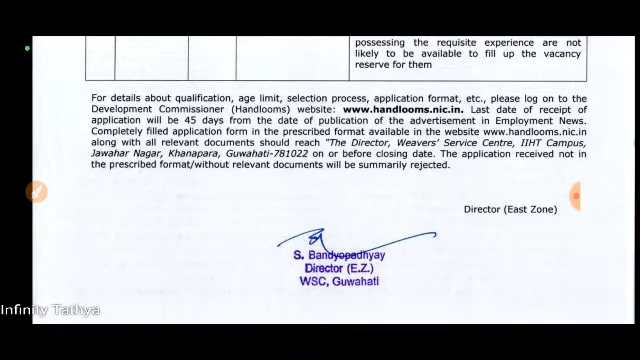 possessing the requisite experience are not
likely to be available to fill up the vacancy
reserve for them
For details about qualification, age limit, selection process, application format, etc., please log on to the
Development Commissioner (Handlooms) website: www.handlooms.nic.in. Last date of receipt of
application will be 45 days from the date of publication of the advertisement in Employment News.
Completely filled application form in the prescribed format available in the website www.handlooms.nic.in
along with all relevant documents should reach "The Director, Weavers' Service Centre, IIHT Campus,
Jawahar Nagar, Khanapara, Guwahati-781022 on or before closing date. The application received not in
the prescribed format/without relevant documents will be summarily rejected.
Director (East Zone)
S. Bandyopadhyay
Director (E.Z.)
WSC, Guwahati
Infinity Tathya